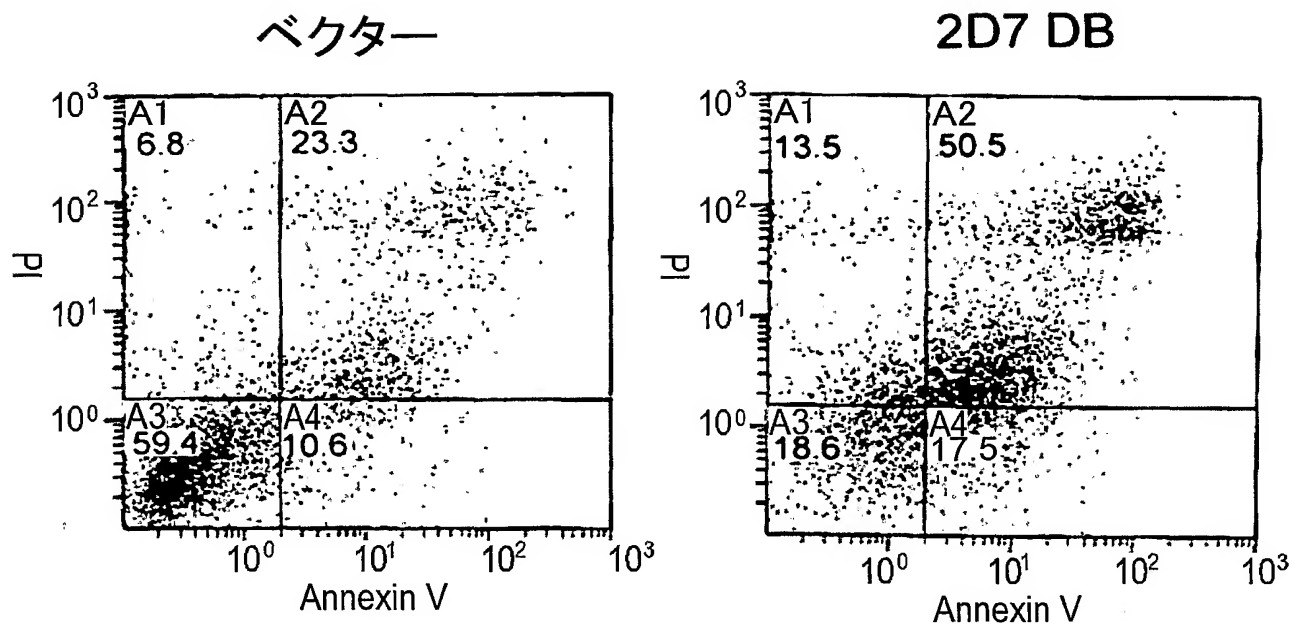 ベクター
10³
A1
6.8
A2
23.3
10²
PI
10¹
10⁰
A3
59.4
A4
10.6
10⁰ 10¹ 10² 10³
Annexin V
2D7 DB
10³
A1
13.5
A2
50.5
10²
PI
10¹
10⁰
A3
18.6
A4
17.5
10⁰ 10¹ 10² 10³
Annexin V